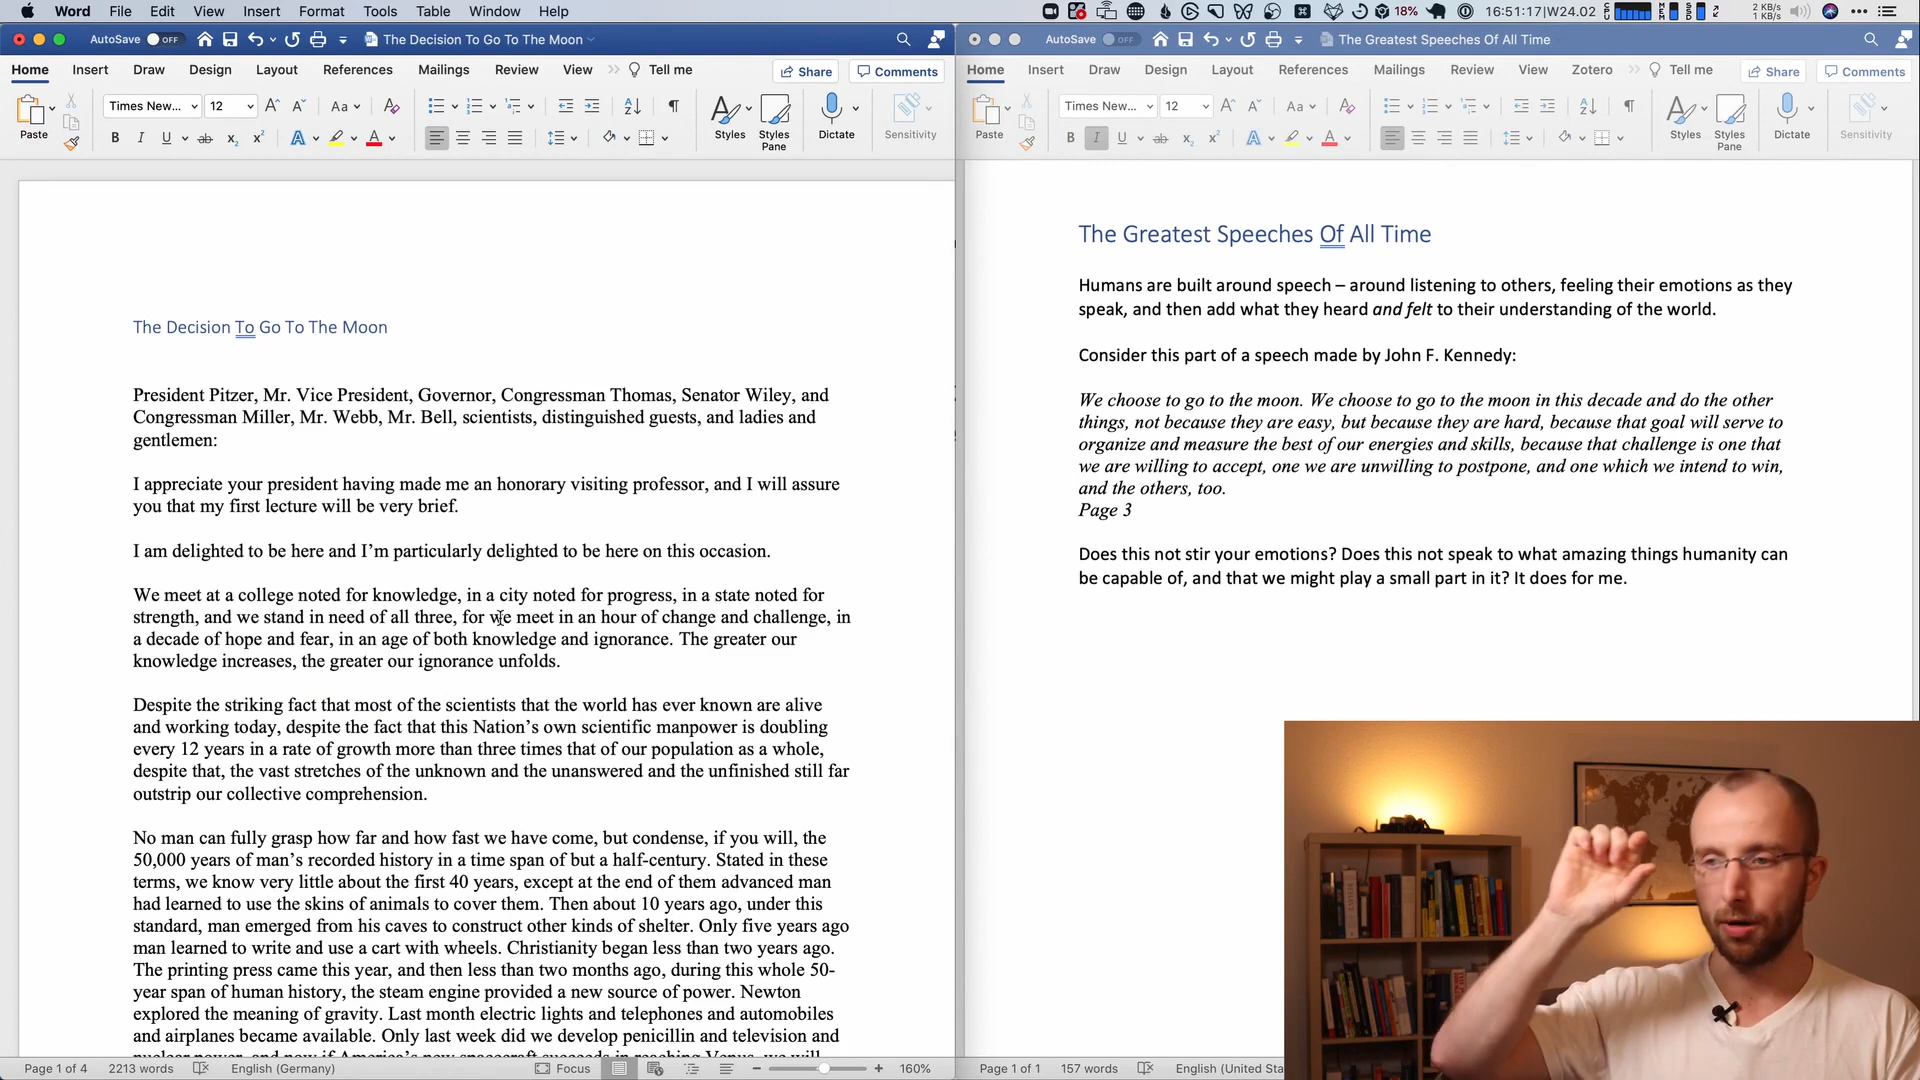 Word File Edit View Insert Format Tools Table Window Help
18% 16:51:17|W24.02 2 KB/s 1 KB/s
AutoSave OFF The Decision To Go To The Moon
Home Insert Draw Design Layout References Mailings Review View Tell me Share Comments
Paste Times New... 12 Styles Styles Pane Dictate Sensitivity
The Decision To Go To The Moon
President Pitzer, Mr. Vice President, Governor, Congressman Thomas, Senator Wiley, and
Congressman Miller, Mr. Webb, Mr. Bell, scientists, distinguished guests, and ladies and
gentlemen:
I appreciate your president having made me an honorary visiting professor, and I will assure
you that my first lecture will be very brief.
I am delighted to be here and I'm particularly delighted to be here on this occasion.
We meet at a college noted for knowledge, in a city noted for progress, in a state noted for
strength, and we stand in need of all three, for we meet in an hour of change and challenge, in
a decade of hope and fear, in an age of both knowledge and ignorance. The greater our
knowledge increases, the greater our ignorance unfolds.
Despite the striking fact that most of the scientists that the world has ever known are alive
and working today, despite the fact that this Nation's own scientific manpower is doubling
every 12 years in a rate of growth more than three times that of our population as a whole,
despite that, the vast stretches of the unknown and the unanswered and the unfinished still far
outstrip our collective comprehension.
No man can fully grasp how far and how fast we have come, but condense, if you will, the
50,000 years of man's recorded history in a time span of but a half-century. Stated in these
terms, we know very little about the first 40 years, except at the end of them advanced man
had learned to use the skins of animals to cover them. Then about 10 years ago, under this
standard, man emerged from his caves to construct other kinds of shelter. Only five years ago
man learned to write and use a cart with wheels. Christianity began less than two years ago.
The printing press came this year, and then less than two months ago, during this whole 50-
year span of human history, the steam engine provided a new source of power. Newton
explored the meaning of gravity. Last month electric lights and telephones and automobiles
and airplanes became available. Only last week did we develop penicillin and television and
nuclear power, and now if America's new spacecraft succeeds in reaching Venus, we will
Page 1 of 4 2213 words English (Germany) Focus 160%
AutoSave OFF The Greatest Speeches Of All Time
Home Insert Draw Design Layout References Mailings Review View Zotero Tell me Share Comments
Paste Times New... 12 Styles Styles Pane Dictate Sensitivity
The Greatest Speeches Of All Time
Humans are built around speech – around listening to others, feeling their emotions as they
speak, and then add what they heard and felt to their understanding of the world.
Consider this part of a speech made by John F. Kennedy:
We choose to go to the moon. We choose to go to the moon in this decade and do the other
things, not because they are easy, but because they are hard, because that goal will serve to
organize and measure the best of our energies and skills, because that challenge is one that
we are willing to accept, one we are unwilling to postpone, and one which we intend to win,
and the others, too.
Page 3
Does this not stir your emotions? Does this not speak to what amazing things humanity can
be capable of, and that we might play a small part in it? It does for me.
Page 1 of 1 157 words English (United Sta